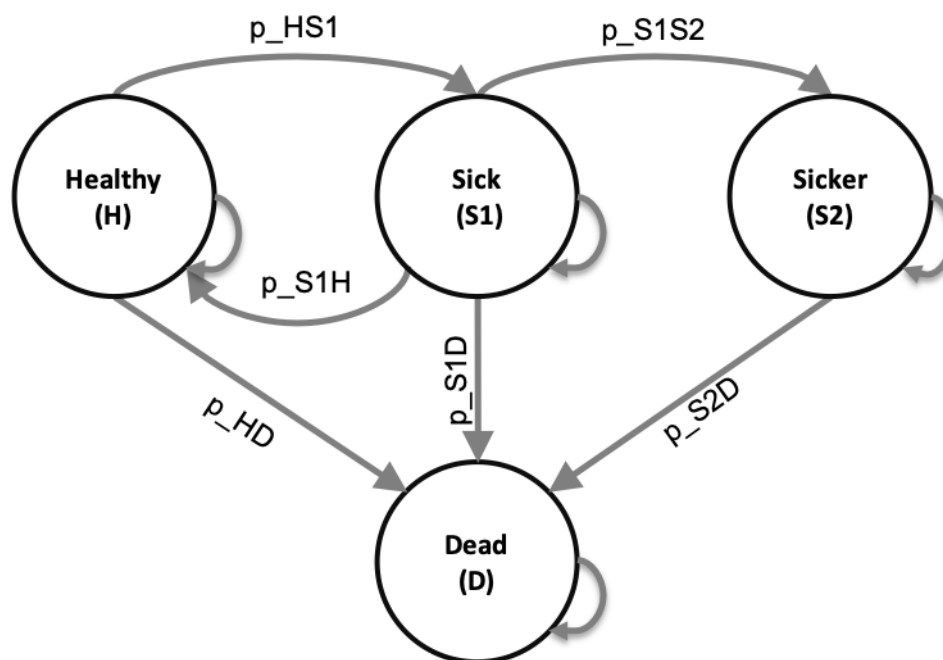 p_HS1
p_S1S2
Healthy
(H)
Sick
(S1)
Sicker
(S2)
p_S1H
p_HD
p_S1D
p_S2D
Dead
(D)